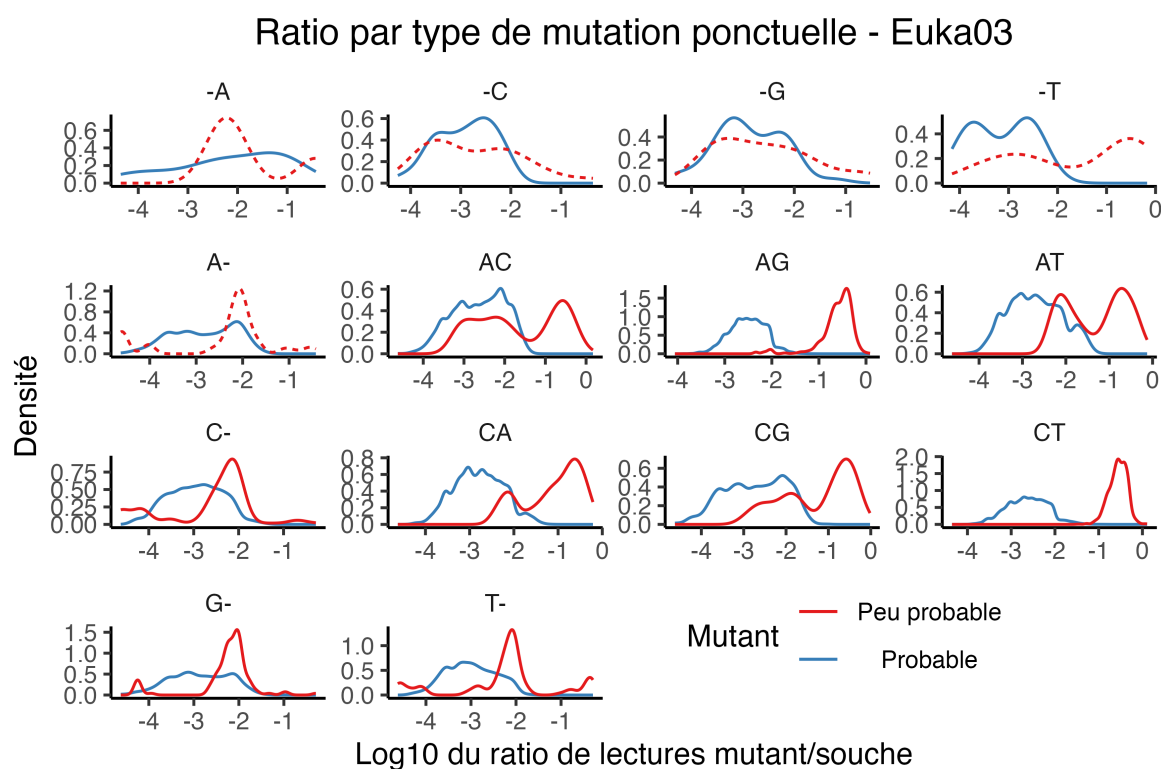 Ratio par type de mutation ponctuelle - Euka03
-A -C -G -T
0.6 0.4 0.2 0.0
0.6 0.4 0.2 0.0
0.4 0.2 0.0
0.4 0.2 0.0
-4 -3 -2 -1
-4 -3 -2 -1
-4 -3 -2 -1
-4 -3 -2 -1 0
A- AC AG AT
1.2 0.8 0.4 0.0
0.6 0.4 0.2 0.0
1.5 1.0 0.5 0.0
0.6 0.4 0.2 0.0
-4 -3 -2 -1
-4 -3 -2 -1 0
-4 -3 -2 -1 0
-4 -3 -2 -1 0
Densité
C- CA CG CT
0.75 0.50 0.25 0.00
0.8 0.6 0.4 0.2 0.0
0.6 0.4 0.2 0.0
2.0 1.5 1.0 0.5 0.0
-4 -3 -2 -1
-4 -3 -2 -1 0
-4 -3 -2 -1 0
-4 -3 -2 -1 0
G- T-
1.5 1.0 0.5 0.0
1.0 0.5 0.0
-4 -3 -2 -1
-4 -3 -2 -1
Mutant
Peu probable
Probable
Log10 du ratio de lectures mutant/souche